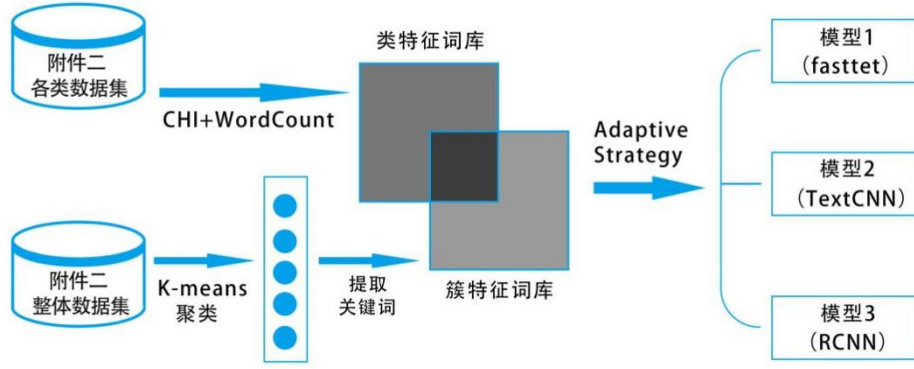 附件二
各类数据集
CHI+WordCount
类特征词库
附件二
整体数据集
K-means
聚类
提取
关键词
簇特征词库
Adaptive
Strategy
模型1
（fasttet）
模型2
（TextCNN）
模型3
（RCNN）